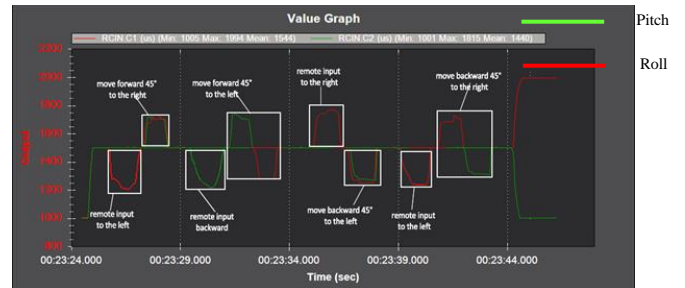 Value Graph
Pitch
RCIN.C1 (us) (Min: 1005 Max: 1994 Mean: 1544)
RCIN.C2 (us) (Min: 1001 Max: 1815 Mean: 1440)
Roll
2000
1800
1600
1400
1200
1000
800
Output
move forward 45°
to the right
move forward 45°
to the left
remote input
to the right
move backward 45°
to the right
remote input
to the left
remote input
backward
move backward 45°
to the left
remote input
to the left
00:23:24.000
00:23:29.000
00:23:34.000
00:23:39.000
00:23:44.000
Time (sec)